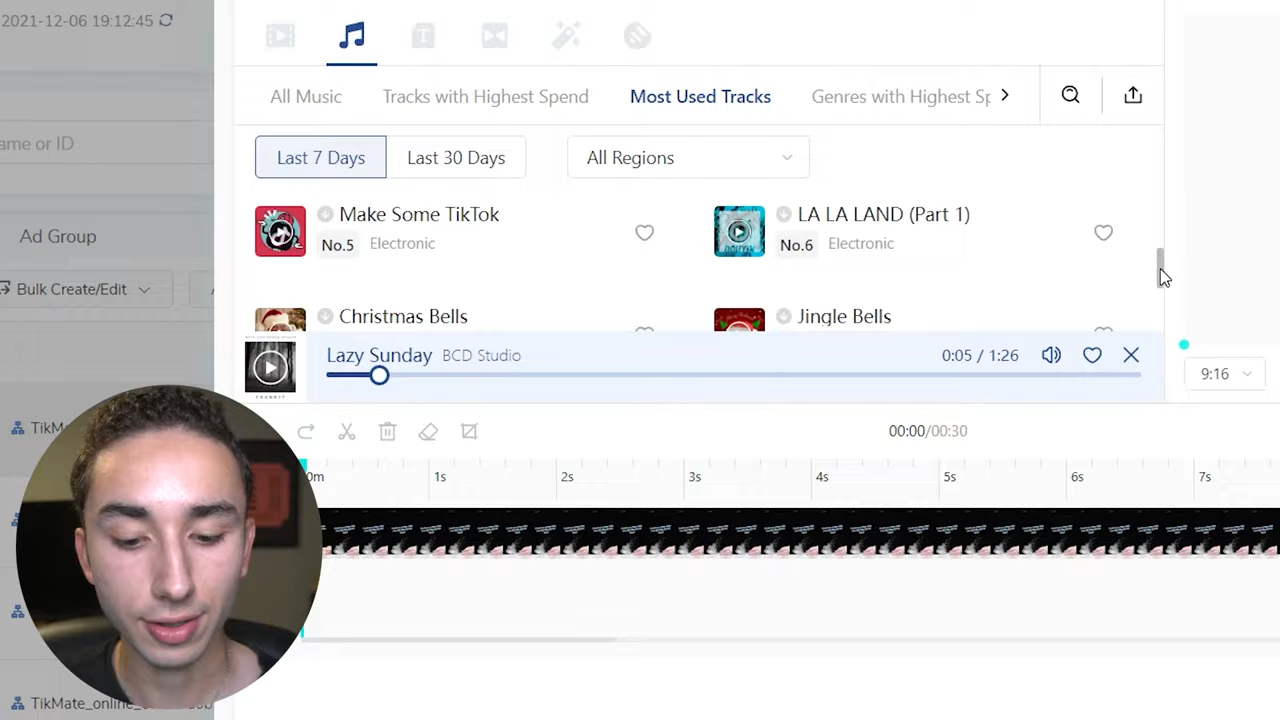 2021-12-06 19:12:45
All Music
Tracks with Highest Spend
Most Used Tracks
Genres with Highest Sp
ame or ID
Last 7 Days
Last 30 Days
All Regions
Make Some TikTok
No.5
Electronic
LA LA LAND (Part 1)
No.6
Electronic
Ad Group
Bulk Create/Edit
Christmas Bells
Jingle Bells
Lazy Sunday
BCD Studio
0:05 / 1:26
9:16
TikM
00:00/00:30
0m
1s
2s
3s
4s
5s
6s
7s
TikMate_online_